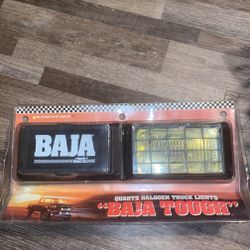 BAJA
QUARTZ HALOGEN TRUCK LIGHTS
"BAJA TOUGH"